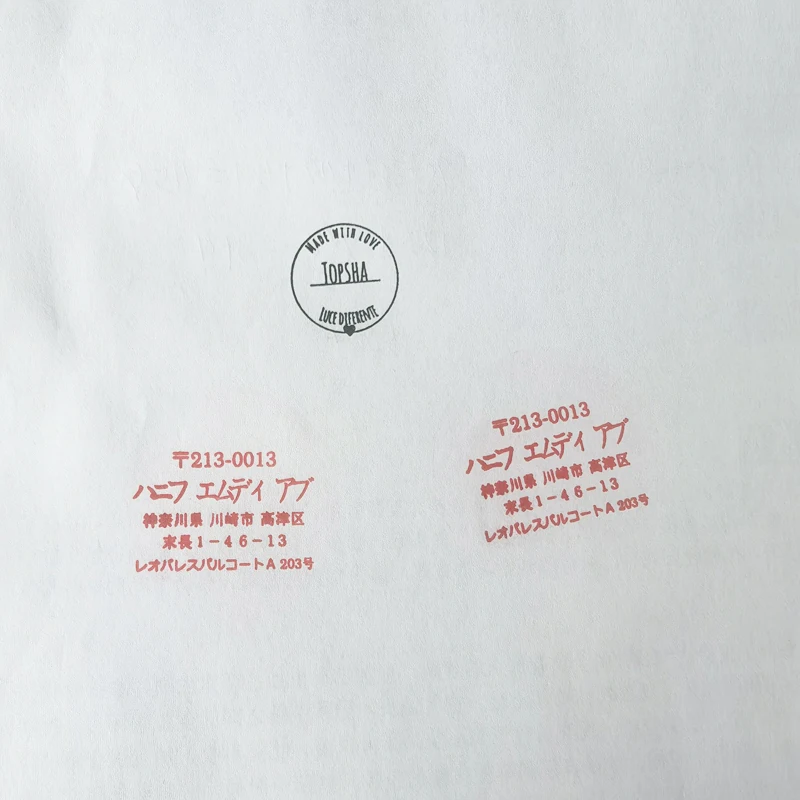 MADE WITH LOVE
TOPSHA
LUCE DIFERENTE
〒213-0013
ハニフ エムディ アブ
神奈川県 川崎市 高津区
末長1-46-13
レオパレスパルコートA 203号
〒213-0013
ハニフ エムディ アブ
神奈川県 川崎市 高津区
末長1-46-13
レオパレスパルコートA 203号